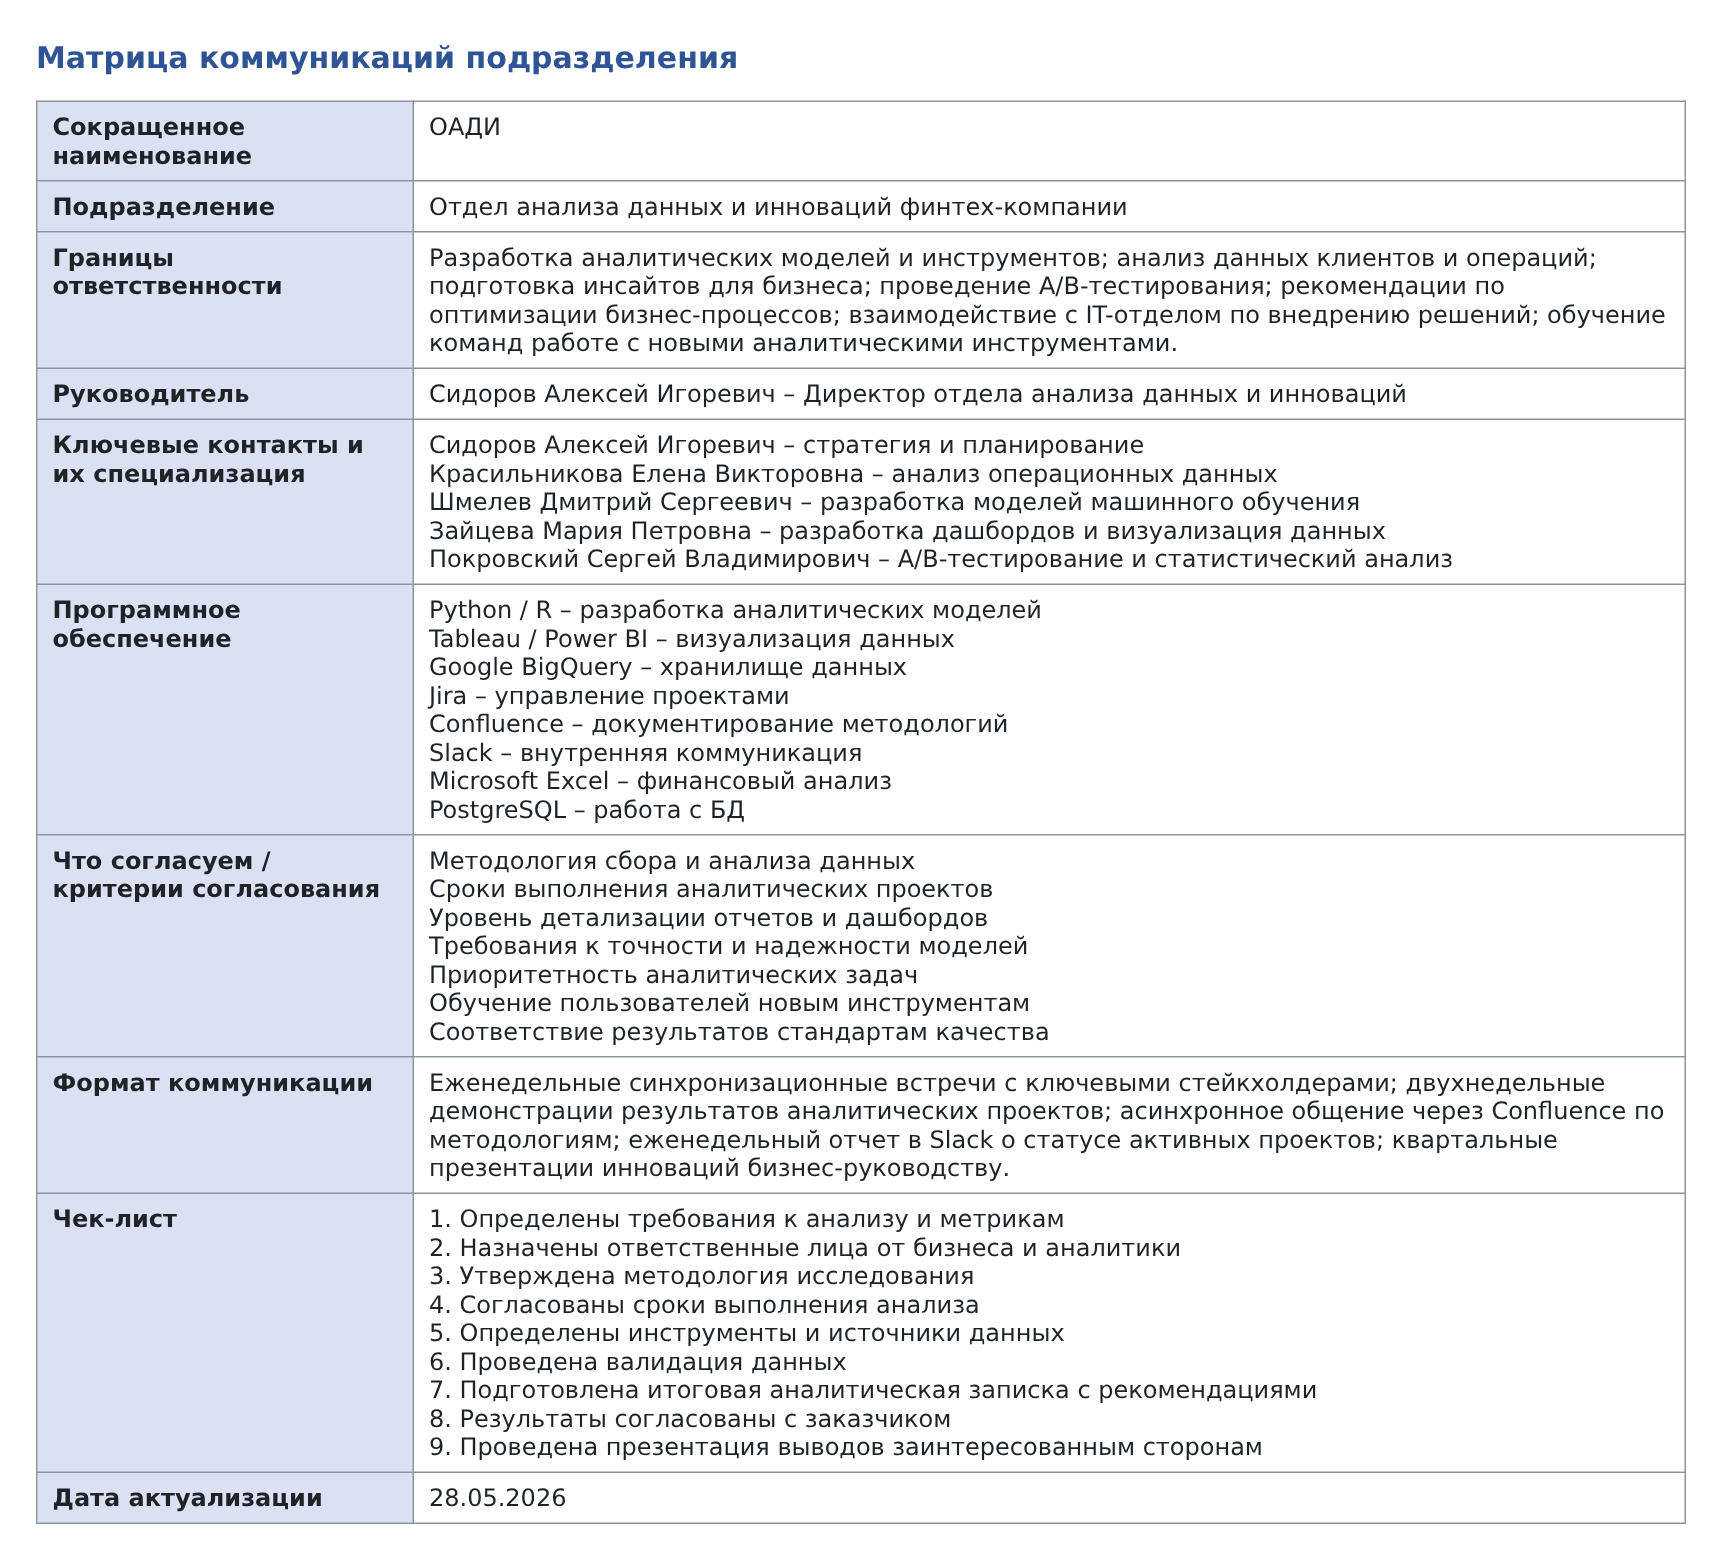 Матрица коммуникаций подразделения
Сокращенное
наименование
ОАДИ
Подразделение
Отдел анализа данных и инноваций финтех-компании
Границы
ответственности
Разработка аналитических моделей и инструментов; анализ данных клиентов и операций;
подготовка инсайтов для бизнеса; проведение A/B-тестирования; рекомендации по
оптимизации бизнес-процессов; взаимодействие с IT-отделом по внедрению решений; обучение
команд работе с новыми аналитическими инструментами.
Руководитель
Сидоров Алексей Игоревич – Директор отдела анализа данных и инноваций
Ключевые контакты и
их специализация
Сидоров Алексей Игоревич – стратегия и планирование
Красильникова Елена Викторовна – анализ операционных данных
Шмелев Дмитрий Сергеевич – разработка моделей машинного обучения
Зайцева Мария Петровна – разработка дашбордов и визуализация данных
Покровский Сергей Владимирович – A/B-тестирование и статистический анализ
Программное
обеспечение
Python / R – разработка аналитических моделей
Tableau / Power BI – визуализация данных
Google BigQuery – хранилище данных
Jira – управление проектами
Confluence – документирование методологий
Slack – внутренняя коммуникация
Microsoft Excel – финансовый анализ
PostgreSQL – работа с БД
Что согласуем /
критерии согласования
Методология сбора и анализа данных
Сроки выполнения аналитических проектов
Уровень детализации отчетов и дашбордов
Требования к точности и надежности моделей
Приоритетность аналитических задач
Обучение пользователей новым инструментам
Соответствие результатов стандартам качества
Формат коммуникации
Еженедельные синхронизационные встречи с ключевыми стейкхолдерами; двухнедельные
демонстрации результатов аналитических проектов; асинхронное общение через Confluence по
методологиям; еженедельный отчет в Slack о статусе активных проектов; квартальные
презентации инноваций бизнес-руководству.
Чек-лист
1. Определены требования к анализу и метрикам
2. Назначены ответственные лица от бизнеса и аналитики
3. Утверждена методология исследования
4. Согласованы сроки выполнения анализа
5. Определены инструменты и источники данных
6. Проведена валидация данных
7. Подготовлена итоговая аналитическая записка с рекомендациями
8. Результаты согласованы с заказчиком
9. Проведена презентация выводов заинтересованным сторонам
Дата актуализации
28.05.2026